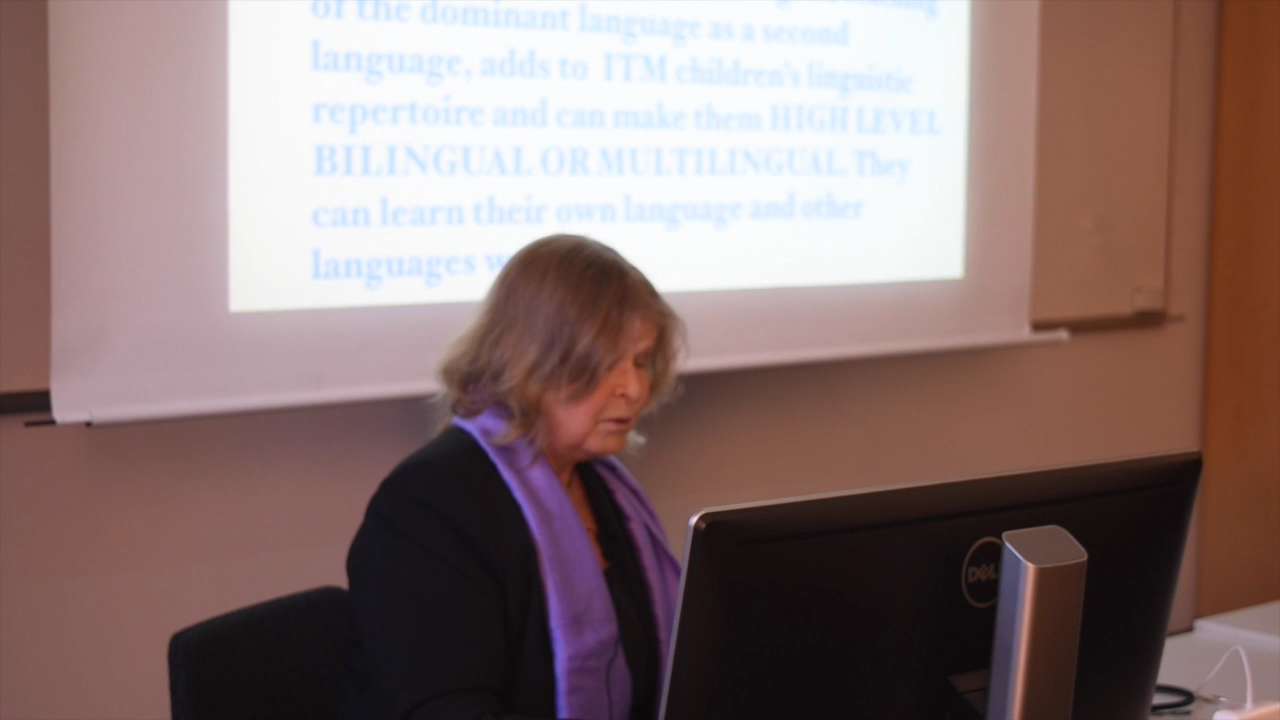 of the dominant language as a second
language, adds to ITM children's linguistic
repertoire and can make them HIGH LEVEL
BILINGUAL OR MULTILINGUAL. They
can learn their own language and other
languages
DELL